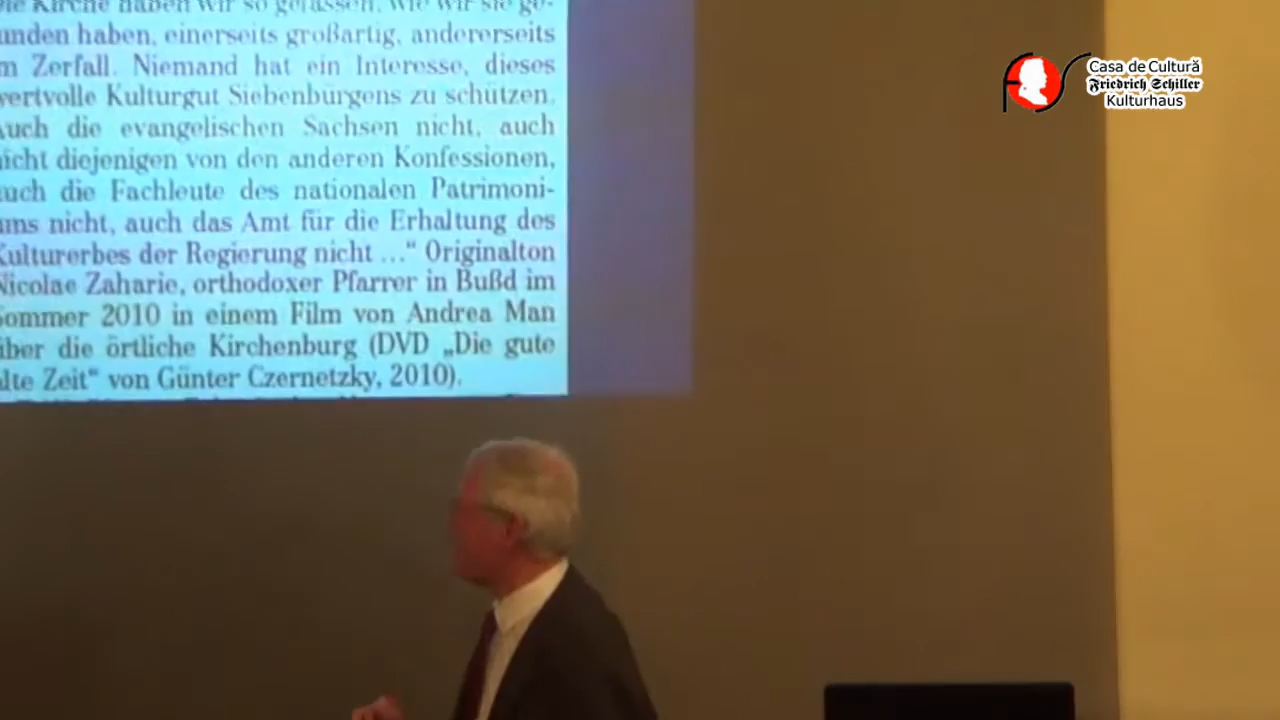 Kirche haben wir so gelassen, wie wir sie ge-
unden haben, einerseits großartig, andererseits
m Zerfall. Niemand hat ein Interesse, dieses
wertvolle Kulturgut Siebenbürgens zu schützen.
Auch die evangelischen Sachsen nicht, auch
nicht diejenigen von den anderen Konfessionen,
auch die Fachleute des nationalen Patrimoni-
ums nicht, auch das Amt für die Erhaltung des
Kulturerbes der Regierung nicht …“ Originalton
Nicolae Zaharie, orthodoxer Pfarrer in Bußd im
Sommer 2010 in einem Film von Andrea Man
über die örtliche Kirchenburg (DVD „Die gute
alte Zeit“ von Günter Czernetzky, 2010).
FS
Casa de Cultură
Friedrich Schiller
Kulturhaus